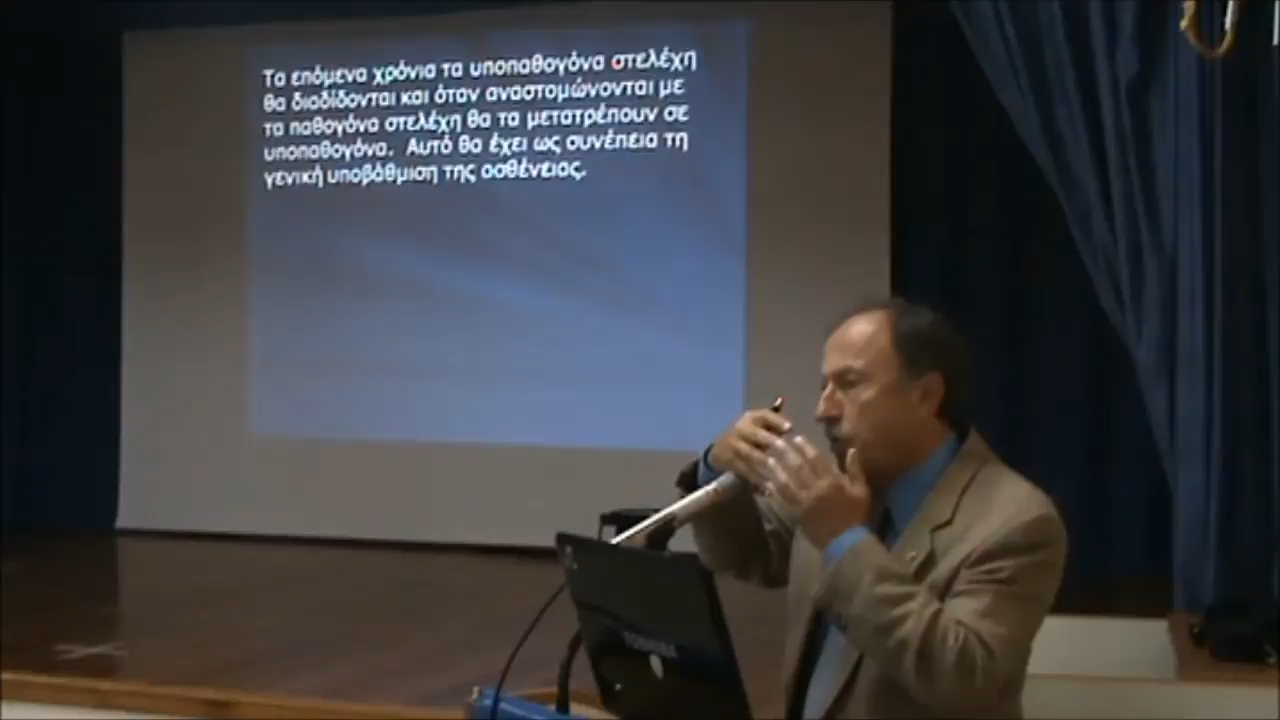 Τα επόμενα χρόνια τα υποπαθογόνα στελέχη
θα διαδίδονται και όταν αναστομώνονται με
τα παθογόνα στελέχη θα τα μετατρέπουν σε
υποπαθογόνα. Αυτό θα έχει ως συνέπεια τη
γενική υποβάθμιση της ασθένειας.